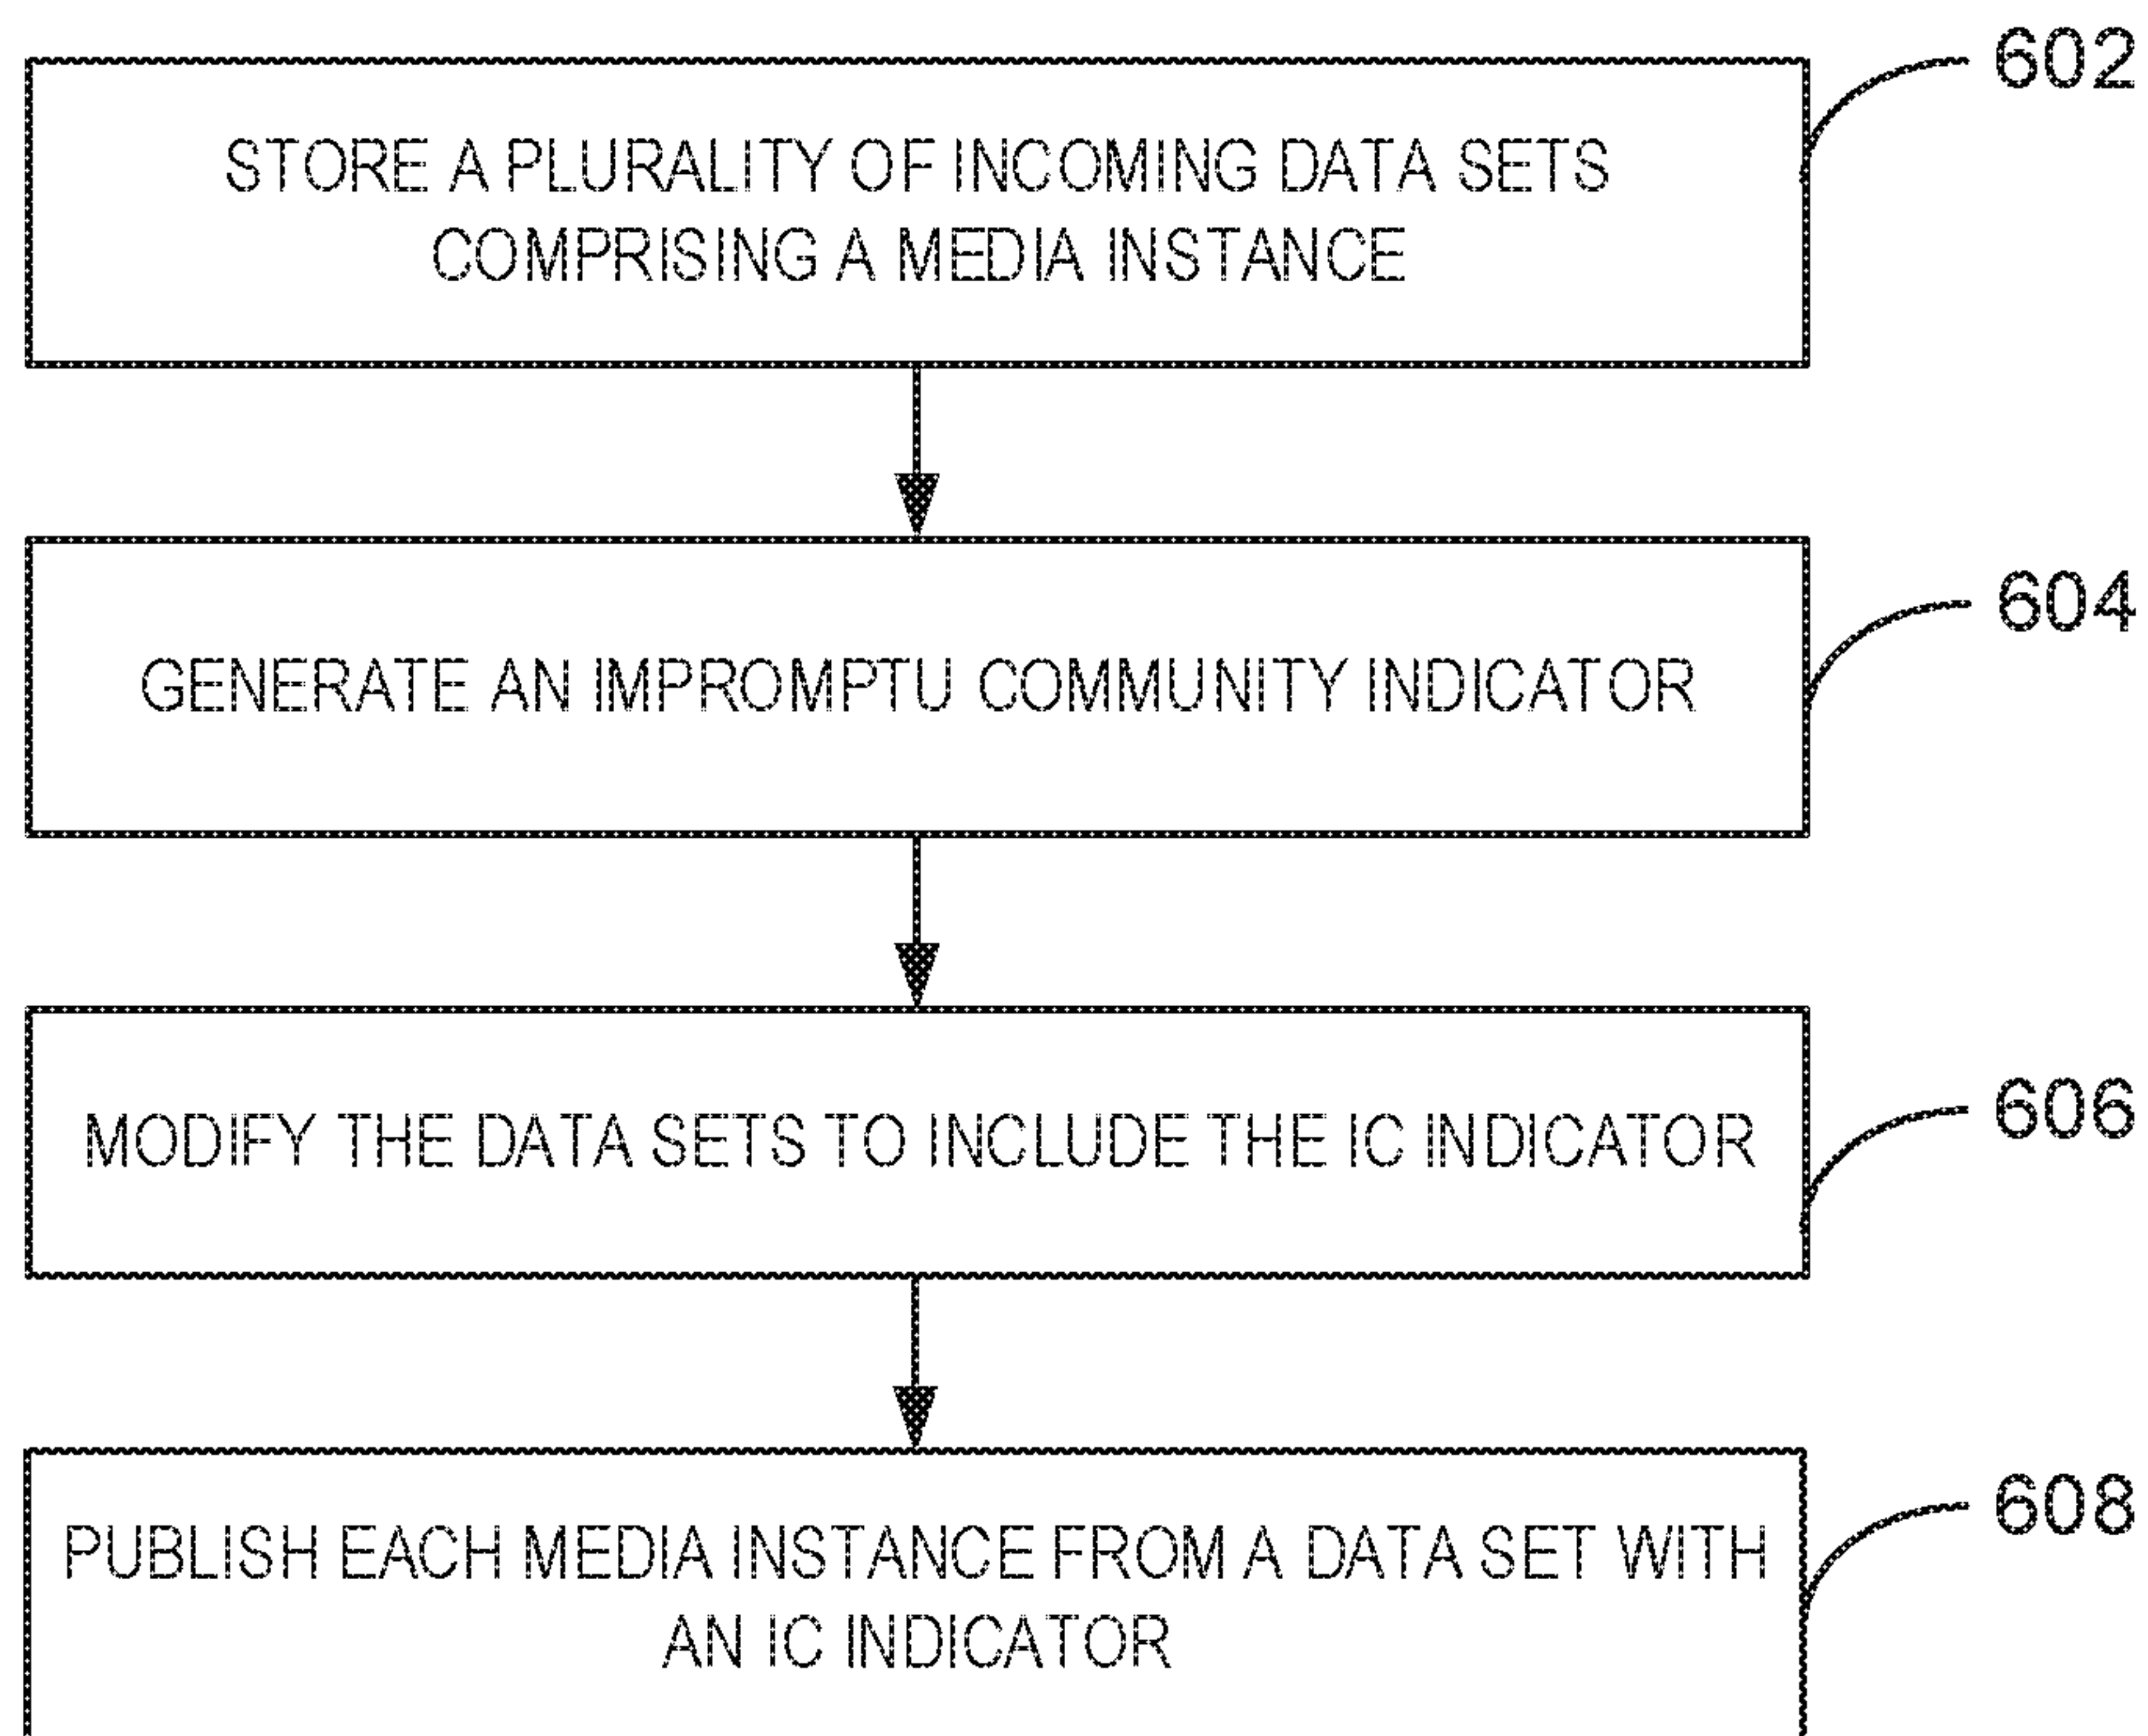 602
STORE A PLURALITY OF INCOMING DATA SETS
COMPRISING A MEDIA INSTANCE
604
GENERATE AN IMPROMPTU COMMUNITY INDICATOR
606
MODIFY THE DATA SETS TO INCLUDE THE IC INDICATOR
608
PUBLISH EACH MEDIA INSTANCE FROM A DATA SET WITH
AN IC INDICATOR